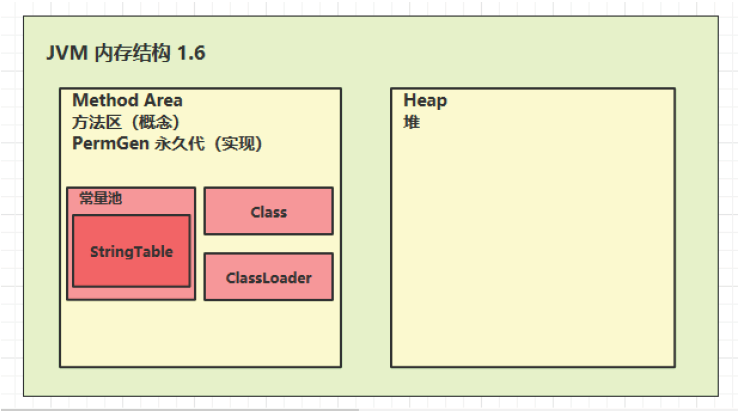 JVM 内存结构 1.6
Method Area
方法区（概念）
PermGen 永久代（实现）
常量池
StringTable
Class
ClassLoader
Heap
堆